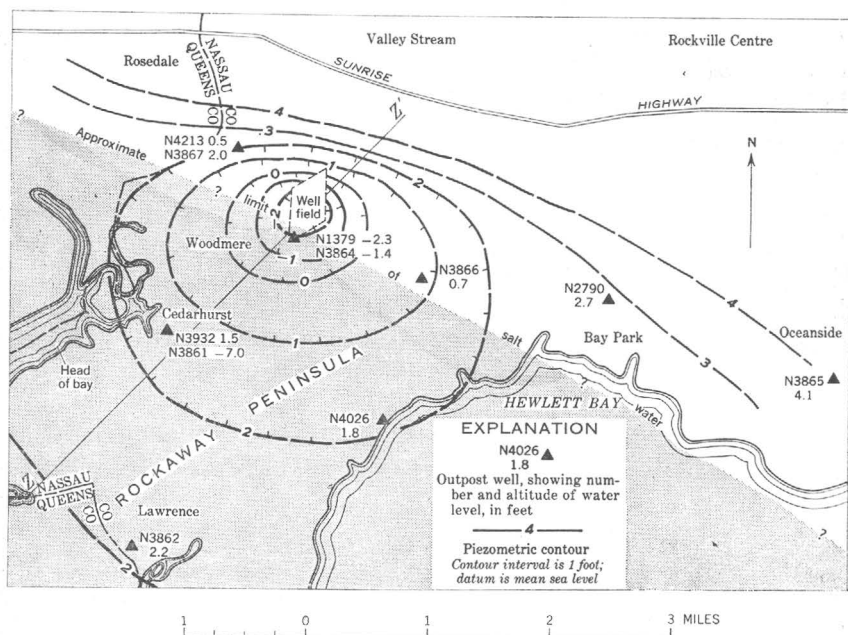 Rosedale
NASSAU
QUEENS
CO
CO
Valley Stream
Rockville Centre
SUNRISE
HIGHWAY
Z'
4
3
2
1
0
?
Approximate
N4213 0.5
N3867 2.0
?
limit
Well
field
-2
N
Woodmere
N1379 -2.3
N3864 -1.4
-1
0
of
N3866
0.7
N2790
2.7
4
Oceanside
Cedarhurst
N3932 1.5
N3861 -7.0
1
salt
Bay Park
3
N3865
4.1
Head
of bay
ROCKAWAY PENINSULA
?
HEWLETT BAY
water
N4026
1.8
2
Z
NASSAU
QUEENS
CO
CO
Lawrence
N3862
2.2
2
?
EXPLANATION
N4026
1.8
Outpost well, showing num-
ber and altitude of water
level, in feet
4
Piezometric contour
Contour interval is 1 foot;
datum is mean sea level
1 0 1 2 3 MILES